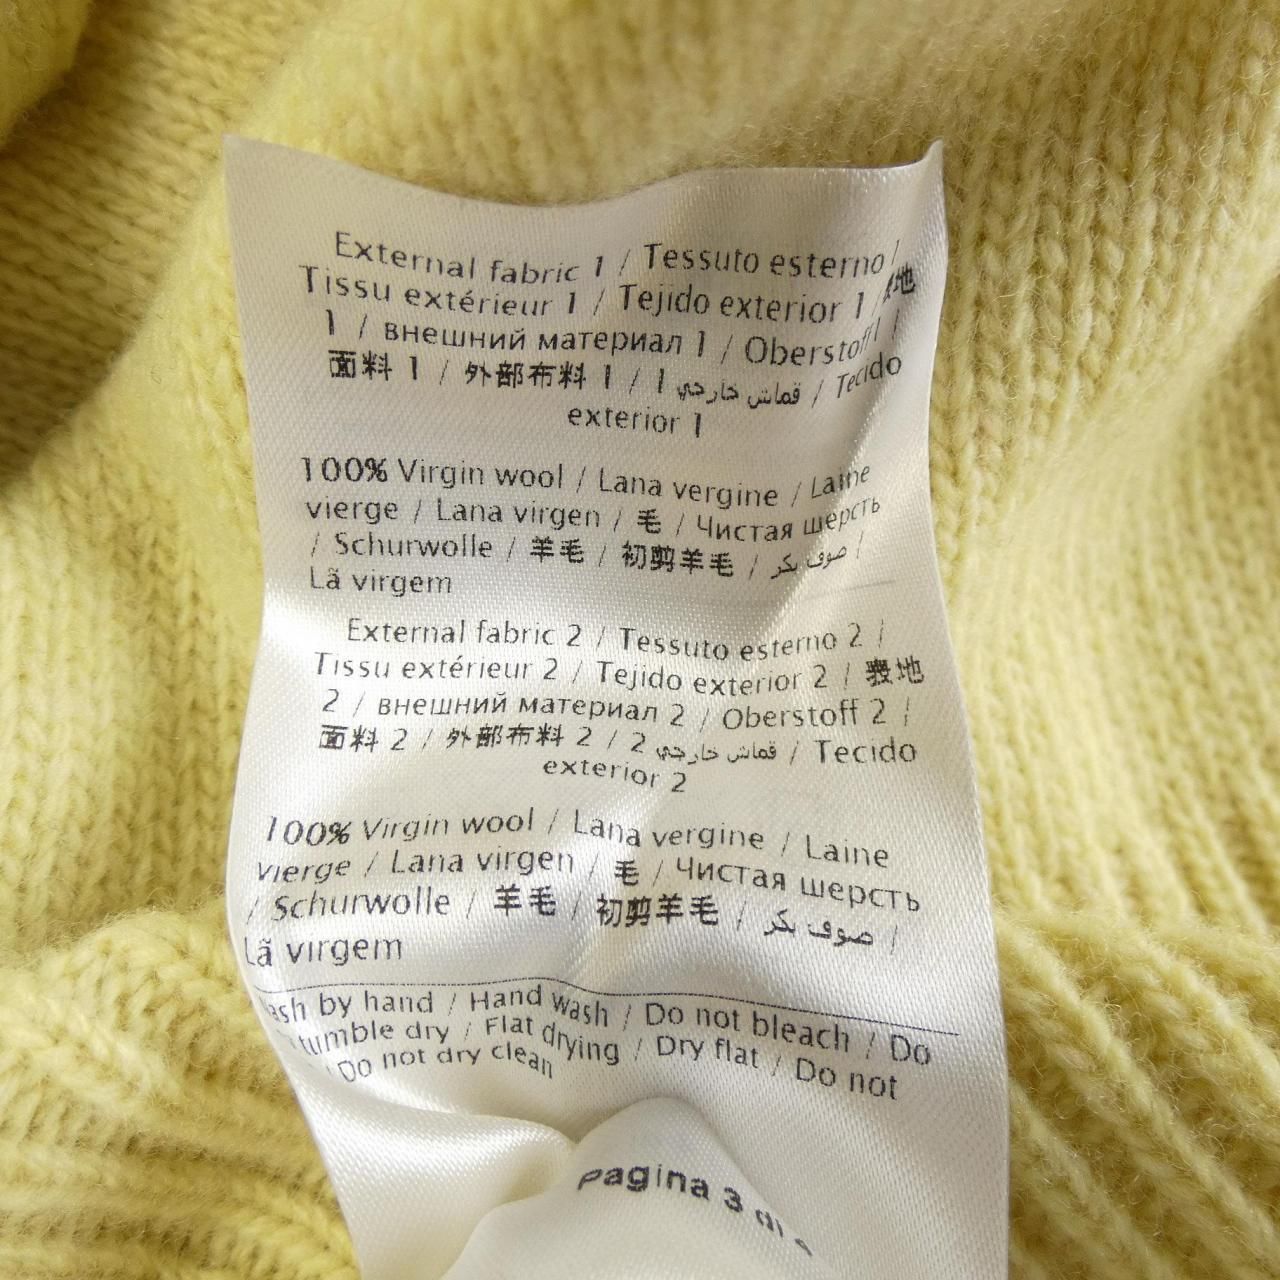 External fabric 1 / Tessuto esterno /
Tissu extérieur 1 / Tejido exterior 1 / 地
1 / внешний материал 1 / Oberstoff 1 /
面料 1 / 外部布料 1 / 1 قماش خارجي / Tecido
exterior 1
100% Virgin wool / Lana vergine / Laine
vierge / Lana virgen / 毛 / Чистая шерсть
/ Schurwolle / 羊毛 / 初剪羊毛 / صوف بكر /
Lã virgem
External fabric 2 / Tessuto esterno 2 /
Tissu extérieur 2 / Tejido exterior 2 / 表地
2 / внешний материал 2 / Oberstoff 2 /
面料 2 / 外部布料 2 / 2 قماش خارجي / Tecido
exterior 2
100% Virgin wool / Lana vergine / Laine
vierge / Lana virgen / 毛 / Чистая шерсть
/ Schurwolle / 羊毛 / 初剪羊毛 / صوف بكر /
Lã virgem
by hand / Hand wash / Do not bleach / Do
tumble dry / Flat drying / Dry flat / Do not
/ Do not dry clean
Pagina 3 di